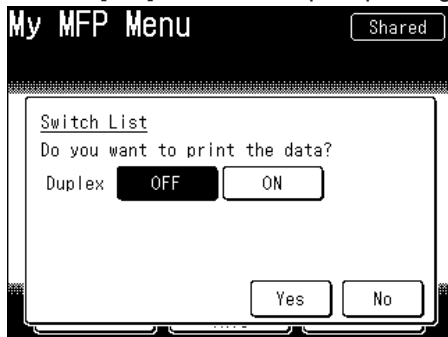 My MFP Menu
Shared
Switch List
Do you want to print the data?
Duplex OFF ON
Yes No